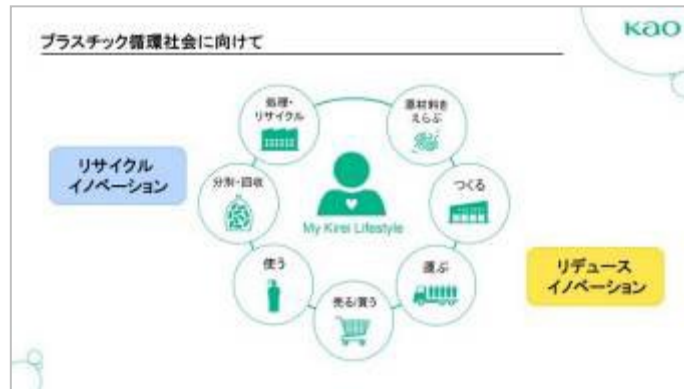 プラスチック循環社会に向けて
Kao
処理・
リサイクル
原材料を
えらぶ
リサイクル
イノベーション
分別・回収
つくる
My Kirei Lifestyle
使う
運ぶ
リデュース
イノベーション
売る/買う